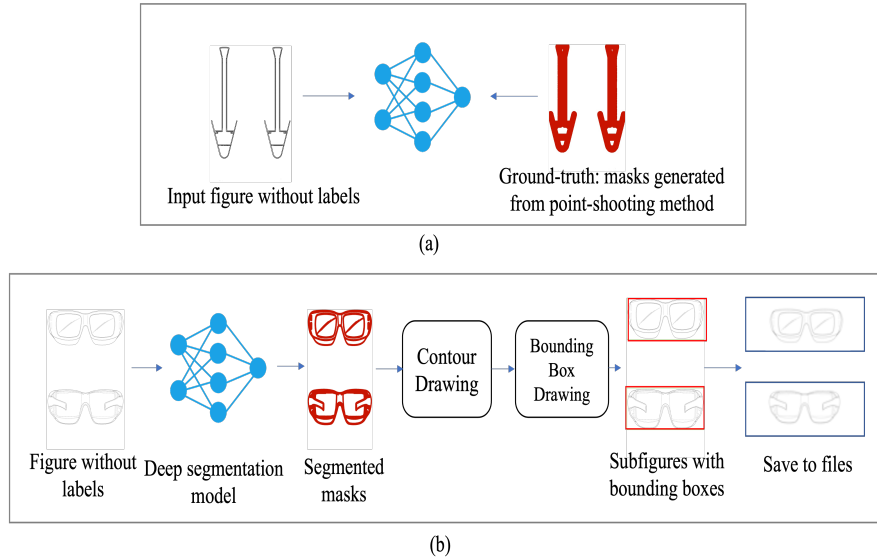 Input figure without labels
Ground-truth: masks generated
from point-shooting method
(a)
Contour
Drawing
Bounding
Box
Drawing
Figure without
labels
Deep segmentation
model
Segmented
masks
Subfigures with
bounding boxes
Save to files
(b)